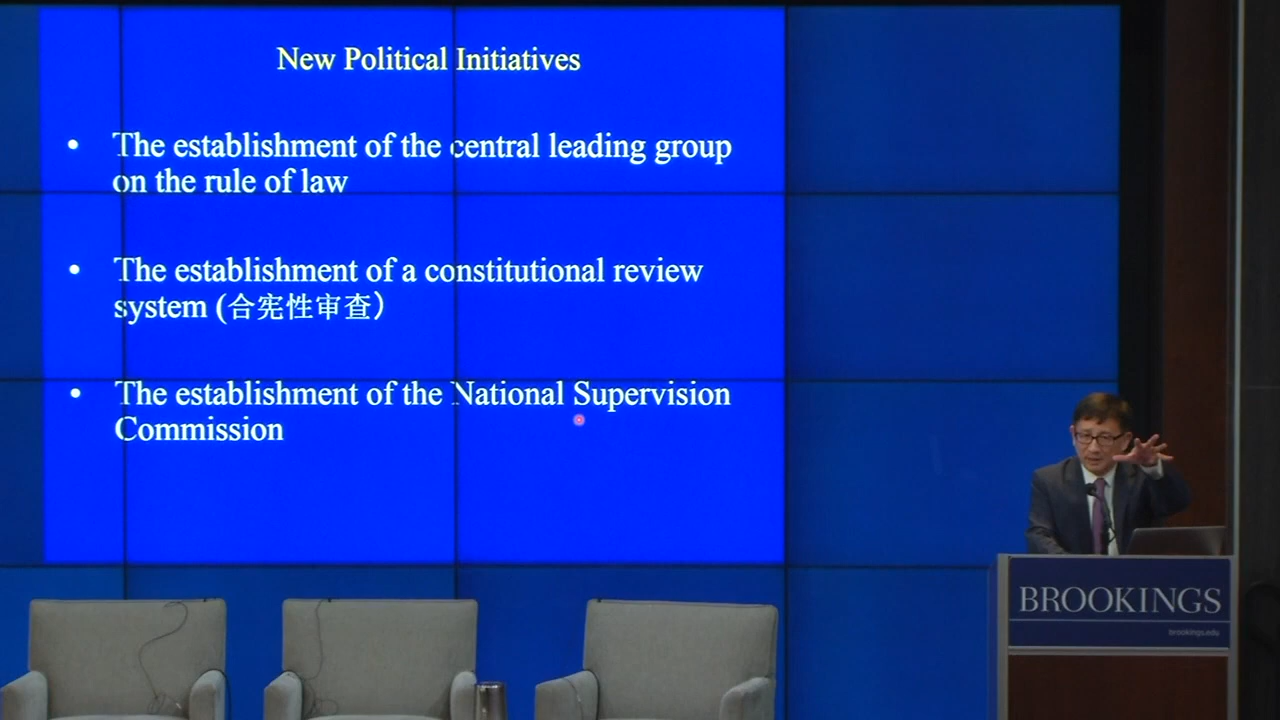 New Political Initiatives
• The establishment of the central leading group
on the rule of law
• The establishment of a constitutional review
system (合宪性审查）
• The establishment of the National Supervision
Commission
BROOKINGS
brookings.edu